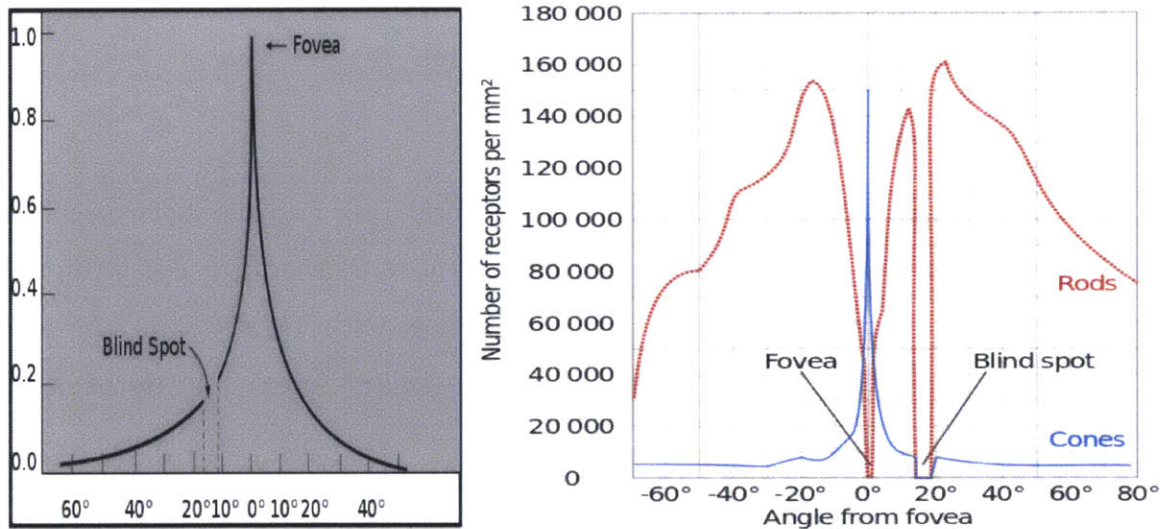 1.0
0.8
0.6
0.4
0.2
0.0
← Fovea
Blind Spot
60° 40° 20° 0° 10° 20° 40°
Number of receptors per mm²
180 000
160 000
140 000
120 000
100 000
80 000
60 000
40 000
20 000
0
Rods
Fovea
Blind spot
Cones
-60° -40° -20° 0° 20° 40° 60° 80°
Angle from fovea